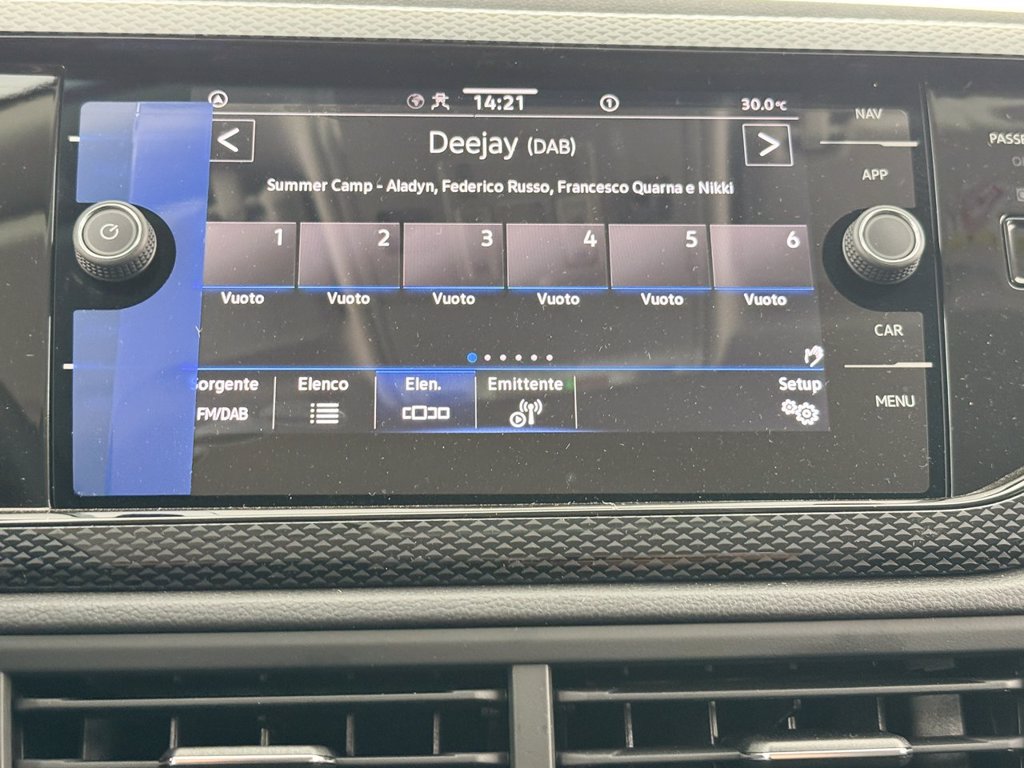 14:21
30.0°C
NAV
PASSE
< Deejay (DAB) >
APP
Summer Camp - Aladyn, Federico Russo, Francesco Quarna e Nikki
1 2 3 4 5 6
Vuoto Vuoto Vuoto Vuoto Vuoto Vuoto
CAR
orgente Elenco Elen. Emittente Setup
FM/DAB
MENU